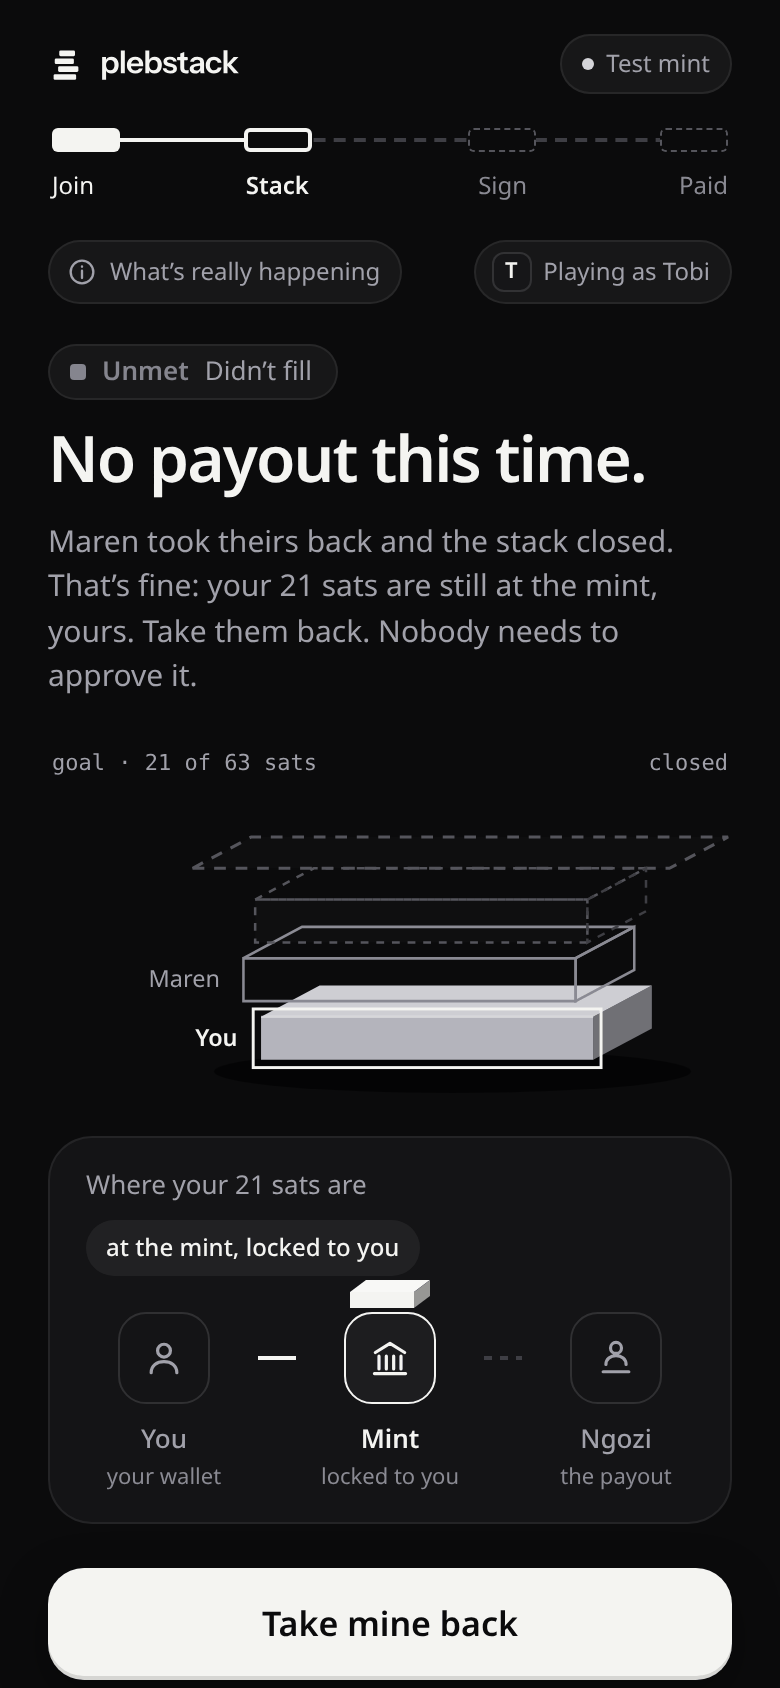 plebstack
Test mint
Join Stack Sign Paid
What’s really happening
T Playing as Tobi
Unmet Didn’t fill
No payout this time.
Maren took theirs back and the stack closed.
That’s fine: your 21 sats are still at the mint,
yours. Take them back. Nobody needs to
approve it.
goal · 21 of 63 sats
closed
Maren
You
Where your 21 sats are
at the mint, locked to you
You Mint Ngozi
your wallet locked to you the payout
Take mine back